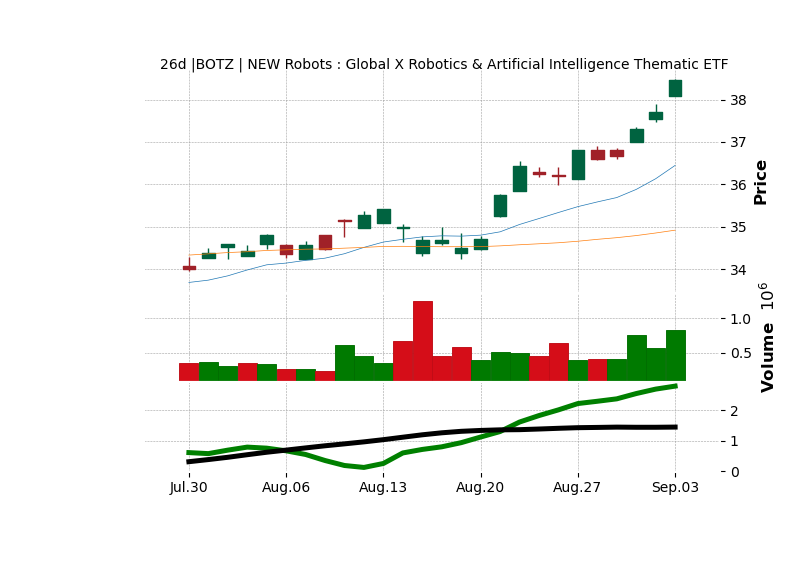 26d |BOTZ | NEW Robots : Global X Robotics & Artificial Intelligence Thematic ETF
38
37
36
35
34
Price
1.0
0.5
Volume 10^6
2
1
0
Jul.30 Aug.06 Aug.13 Aug.20 Aug.27 Sep.03